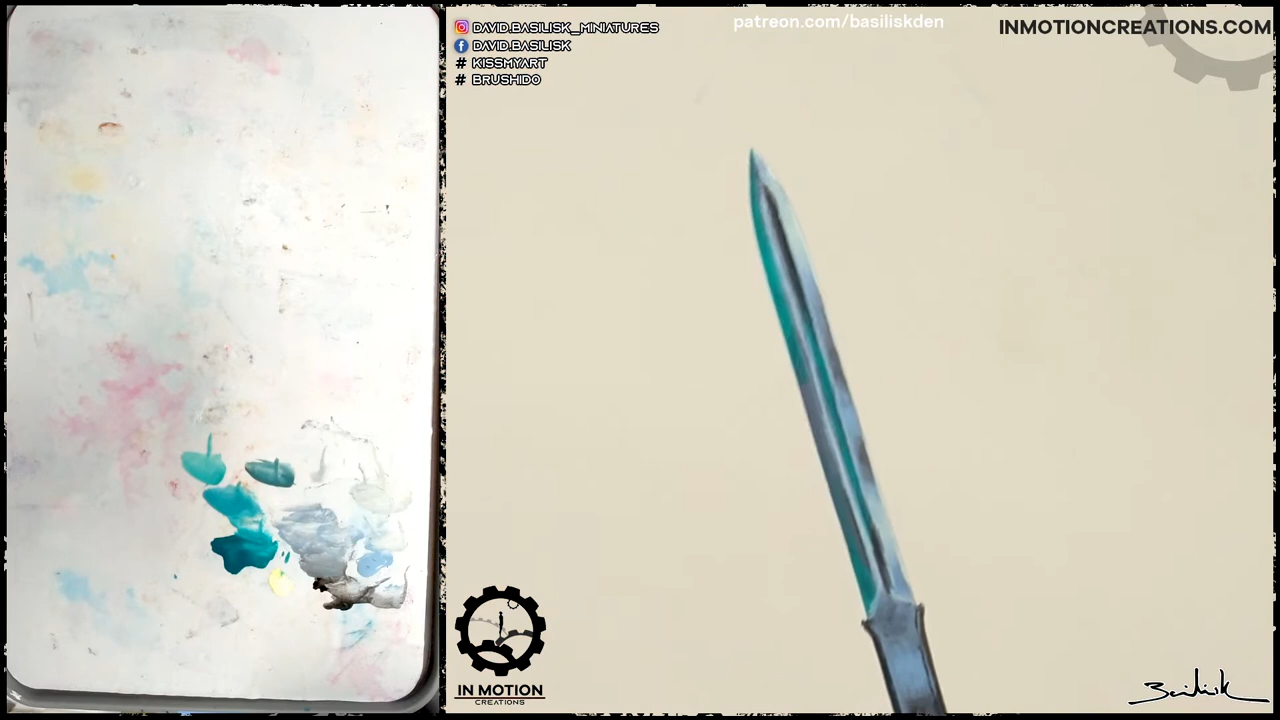 DAVID.BASILISK_MINIATURES
DAVID.BASILISK
# KISSMYART
# BRUSHIDO
patreon.com/basiliskden
INMOTIONCREATIONS.COM
IN MOTION
CREATIONS
Basilisk